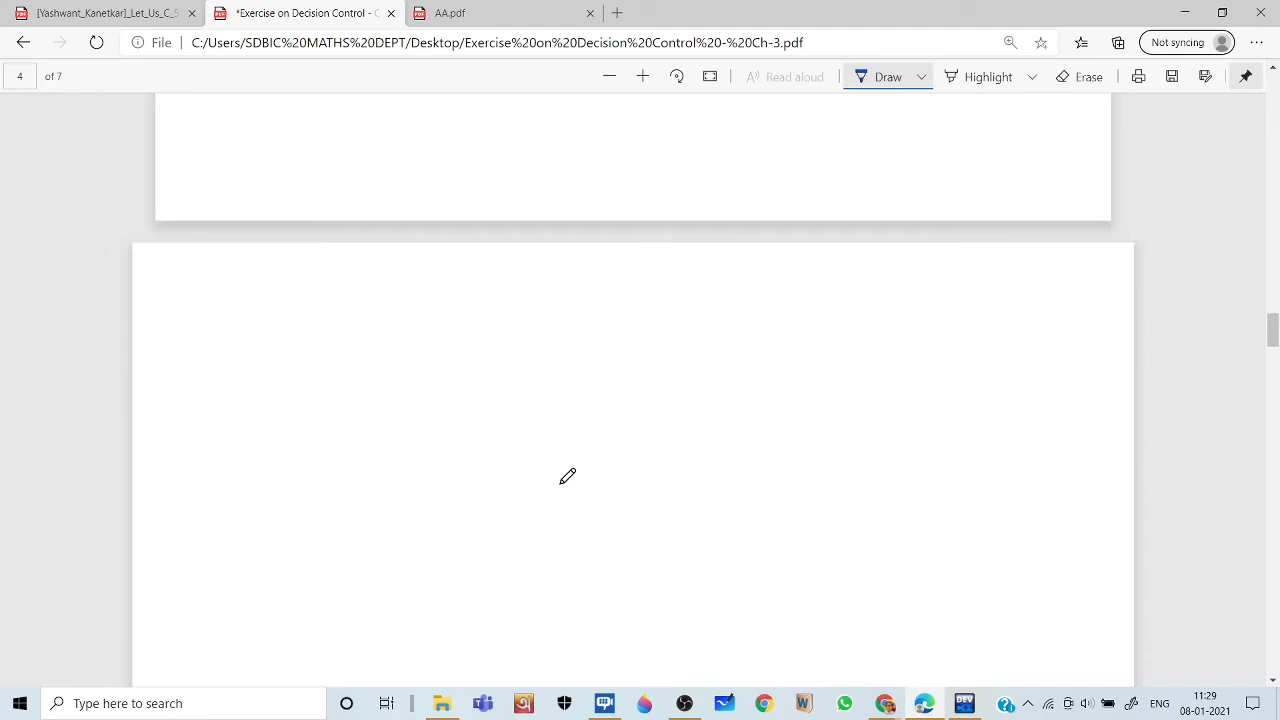 [Yashwant_Kanetkar]_Let_Us_C_5
*Exercise on Decision Control - C
AA.pdf
File
C:/Users/SDBIC%20MATHS%20DEPT/Desktop/Exercise%20on%20Decision%20Control%20-%20Ch-3.pdf
Not syncing
4 of 7
Read aloud
Draw
Highlight
Erase
Type here to search
DEV
ENG
11:29
08-01-2021